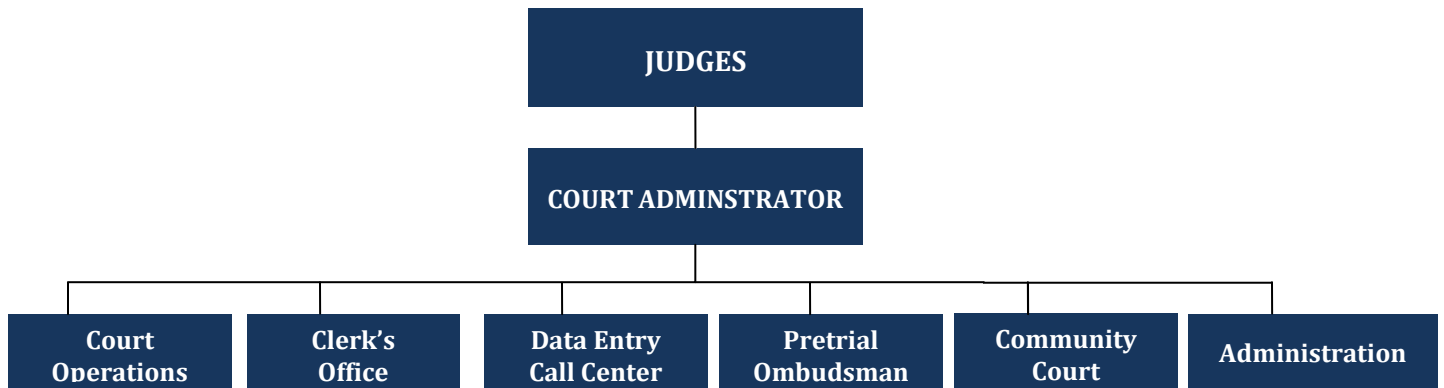 JUDGES
COURT ADMINSTRATOR
Court
Operations
Clerk's
Office
Data Entry
Call Center
Pretrial
Ombudsman
Community
Court
Administration